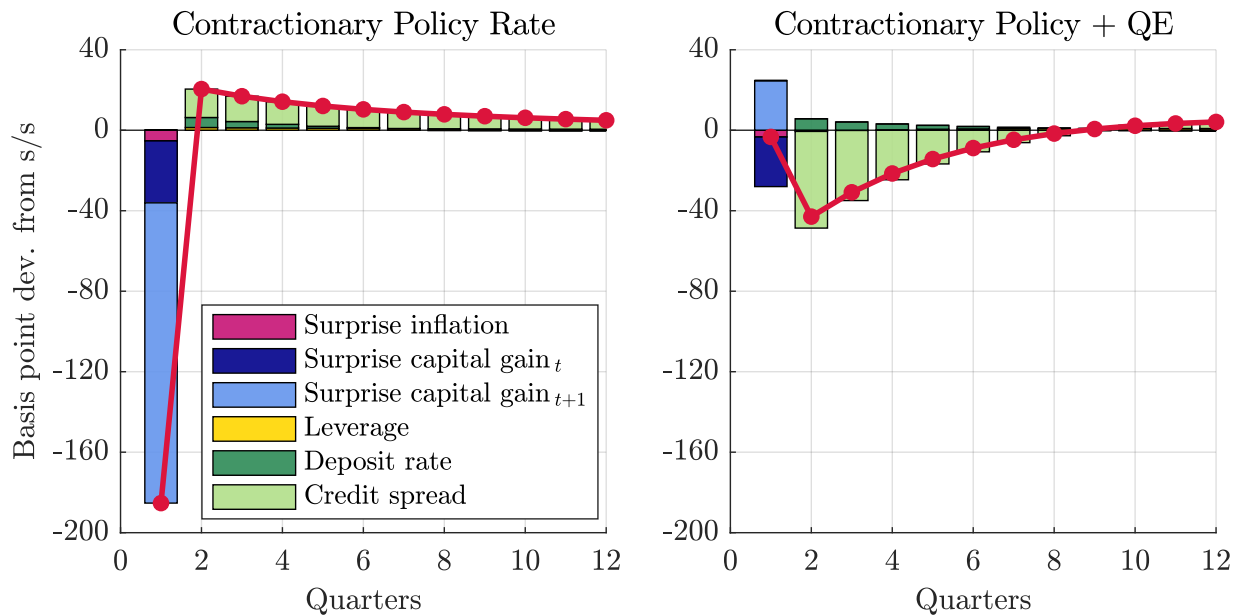 Contractionary Policy Rate
Contractionary Policy + QE
Basis point dev. from s/s
40
0
-40
-80
-120
-160
-200
0 2 4 6 8 10 12
Quarters
Surprise inflation
Surprise capital gain t
Surprise capital gain t+1
Leverage
Deposit rate
Credit spread
40
0
-40
-80
-120
-160
-200
0 2 4 6 8 10 12
Quarters